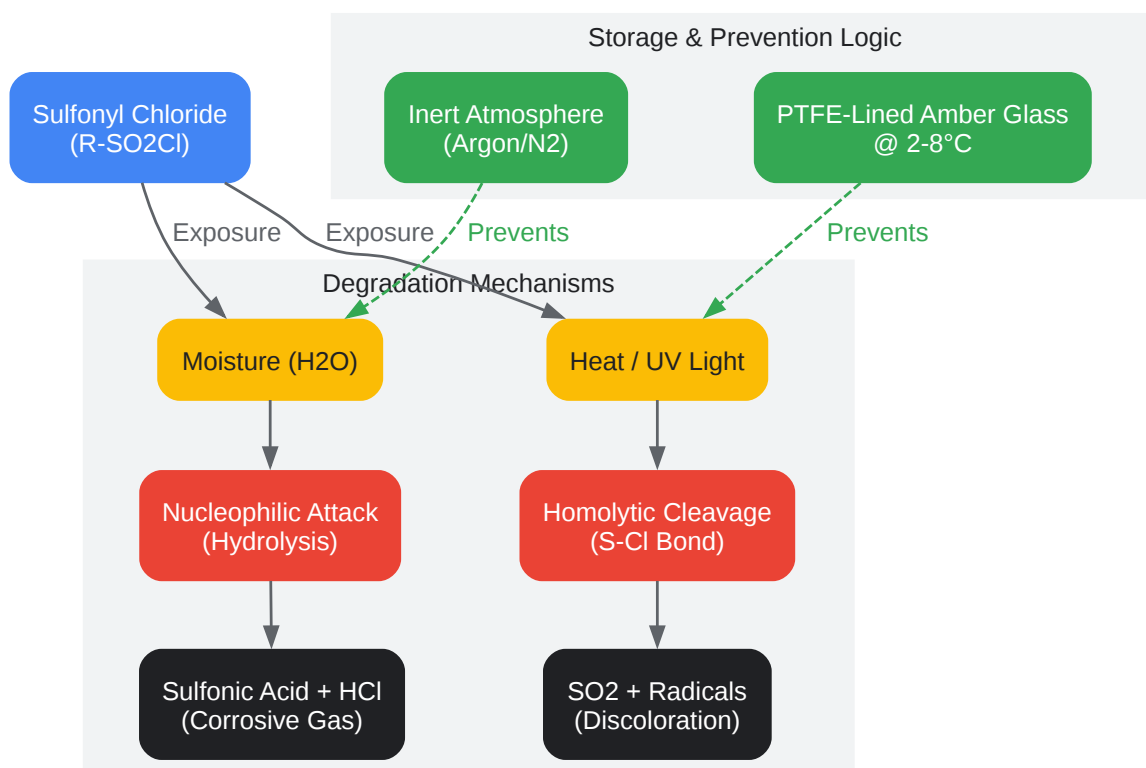 Storage & Prevention Logic
Sulfonyl Chloride
(R-SO2Cl)
Inert Atmosphere
(Argon/N2)
PTFE-Lined Amber Glass
@ 2-8°C
Exposure
Exposure
Prevents
Prevents
Degradation Mechanisms
Moisture (H2O)
Heat / UV Light
Nucleophilic Attack
(Hydrolysis)
Homolytic Cleavage
(S-Cl Bond)
Sulfonic Acid + HCl
(Corrosive Gas)
SO2 + Radicals
(Discoloration)